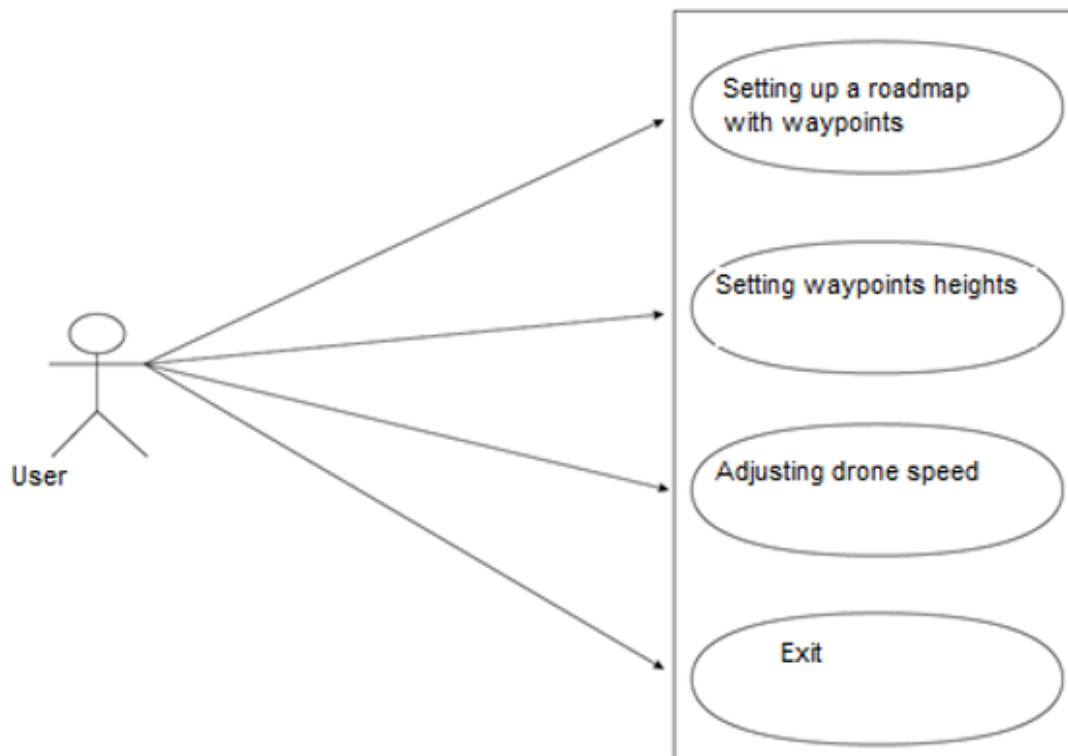 Setting up a roadmap
with waypoints
Setting waypoints heights
User
Adjusting drone speed
Exit